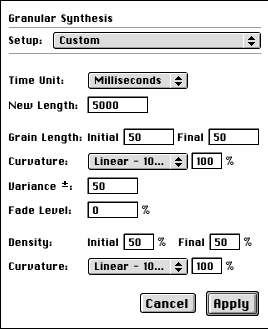 Granular Synthesis
Setup: Custom
Time Unit: Milliseconds
New Length: 5000
Grain Length: Initial 50 Final 50
Curvature: Linear - 10... 100 %
Variance ±: 50
Fade Level: 0 %
Density: Initial 50 % Final 50 %
Curvature: Linear - 10... 100 %
Cancel Apply